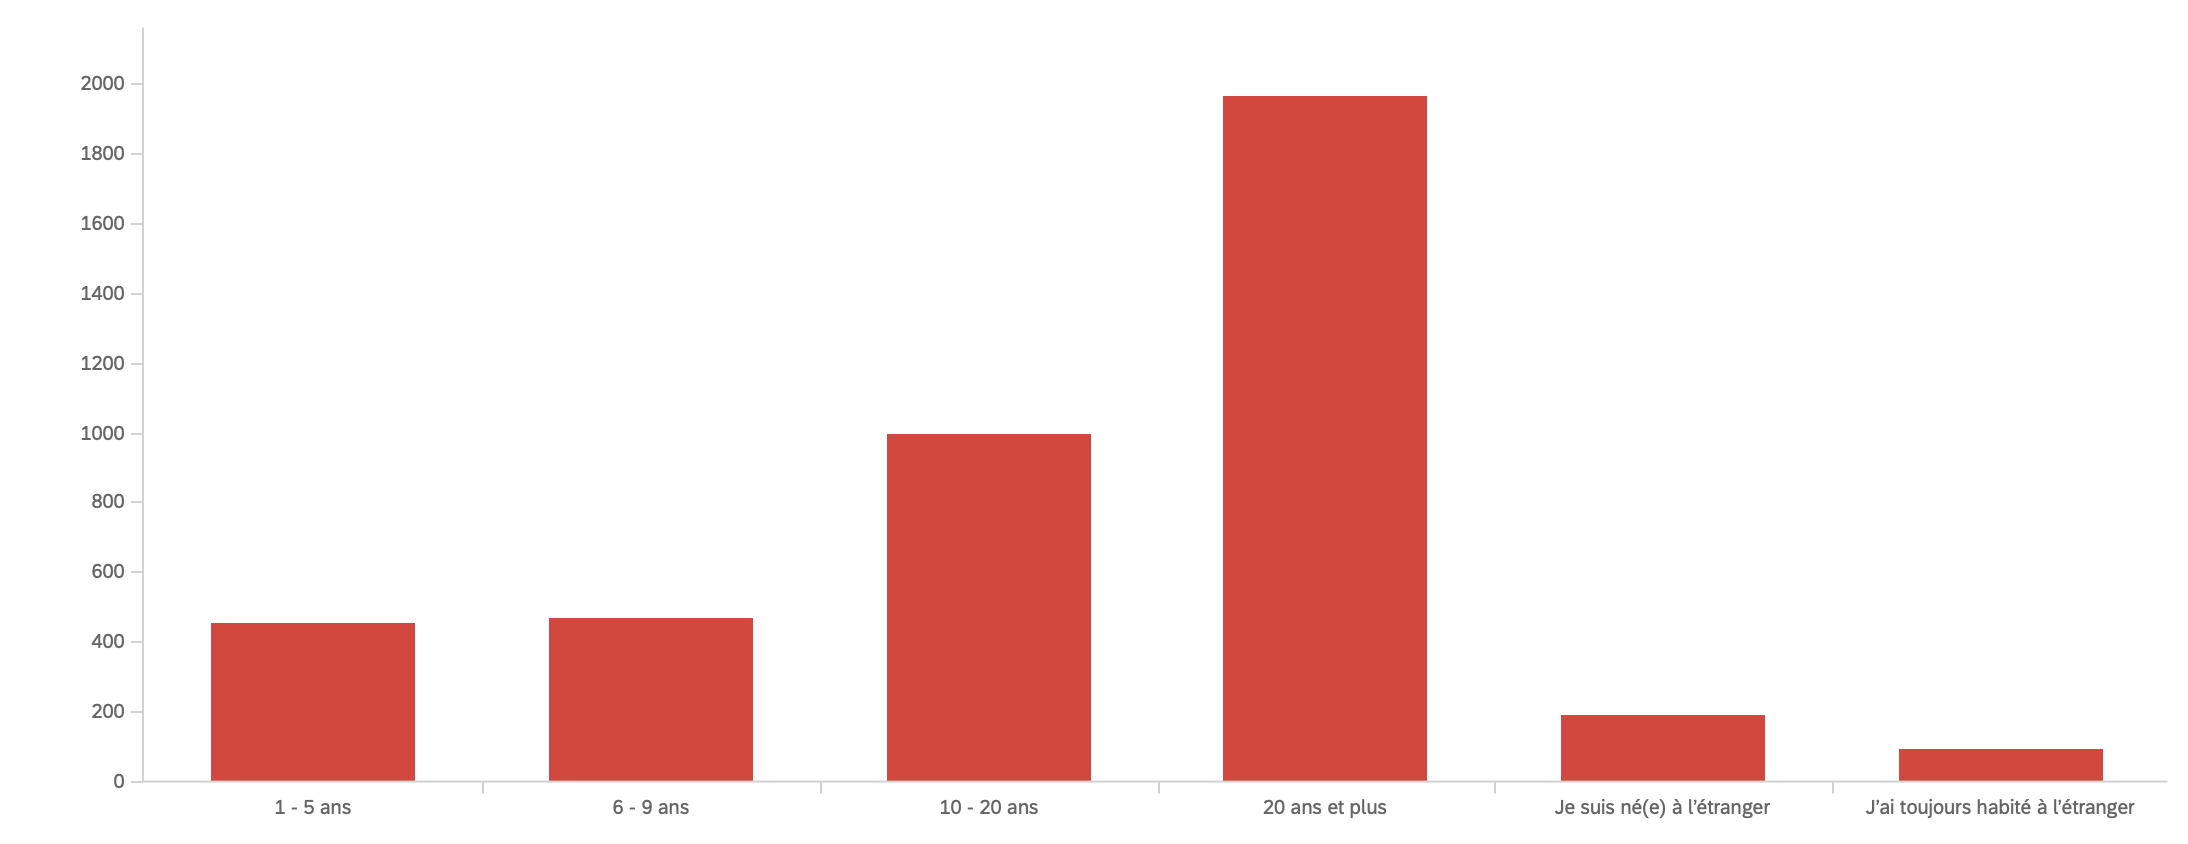 2000
1800
1600
1400
1200
1000
800
600
400
200
0
1 - 5 ans
6 - 9 ans
10 - 20 ans
20 ans et plus
Je suis né(e) à l’étranger
J’ai toujours habité à l’étranger